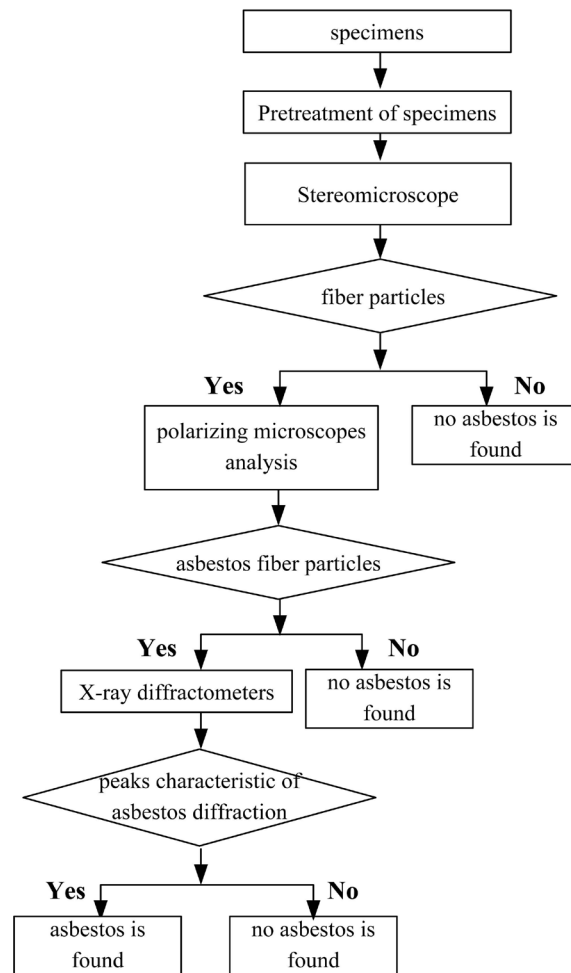 specimens
Pretreatment of specimens
Stereomicroscope
fiber particles
Yes
No
polarizing microscopes
analysis
no asbestos is
found
asbestos fiber particles
Yes
No
X-ray diffractometers
no asbestos is
found
peaks characteristic of
asbestos diffraction
Yes
No
asbestos is
found
no asbestos is
found